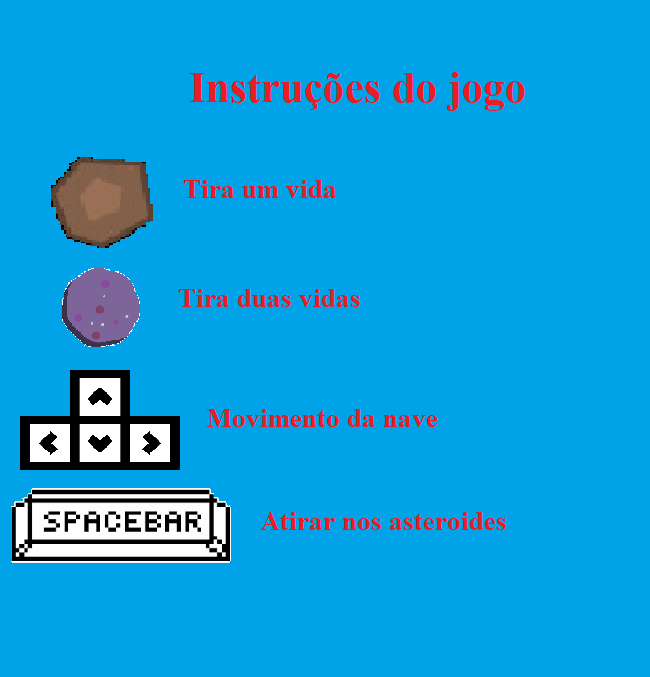 Instruções do jogo
Tira um vida
Tira duas vidas
Movimento da nave
SPACEBAR
Atirar nos asteroides